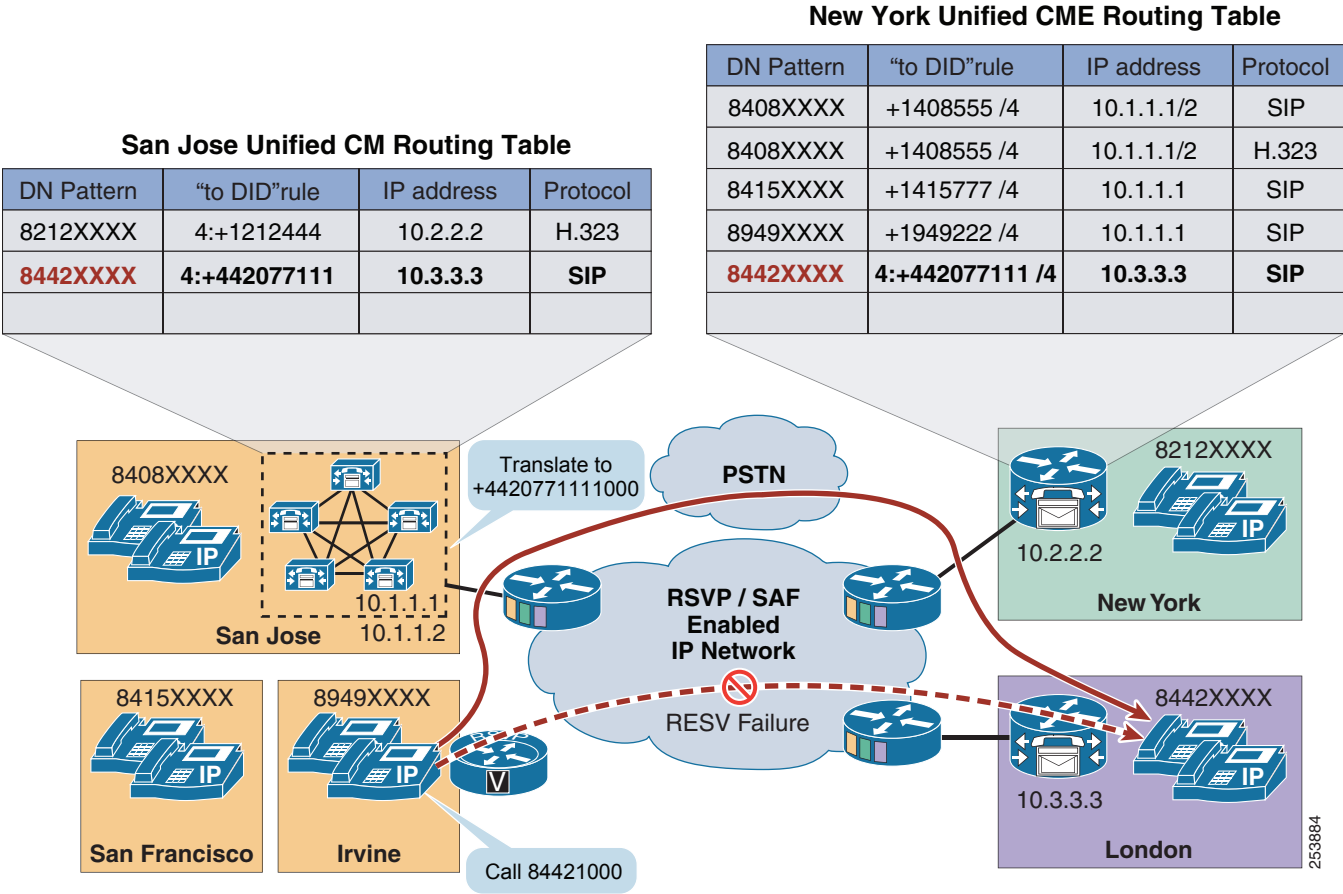 New York Unified CME Routing Table
DN Pattern “to DID”rule IP address Protocol
8408XXXX +1408555 /4 10.1.1.1/2 SIP
8408XXXX +1408555 /4 10.1.1.1/2 H.323
8415XXXX +1415777 /4 10.1.1.1 SIP
8949XXXX +1949222 /4 10.1.1.1 SIP
8442XXXX 4:+442077111 /4 10.3.3.3 SIP
San Jose Unified CM Routing Table
DN Pattern “to DID”rule IP address Protocol
8212XXXX 4:+1212444 10.2.2.2 H.323
8442XXXX 4:+442077111 10.3.3.3 SIP
8408XXXX
IP
10.1.1.1
10.1.1.2
San Jose
Translate to
+4420771111000
PSTN
8212XXXX
IP
10.2.2.2
New York
RSVP / SAF
Enabled
IP Network
RESV Failure
8415XXXX
IP
San Francisco
8949XXXX
IP
Irvine
V
Call 84421000
8442XXXX
IP
10.3.3.3
London
253884